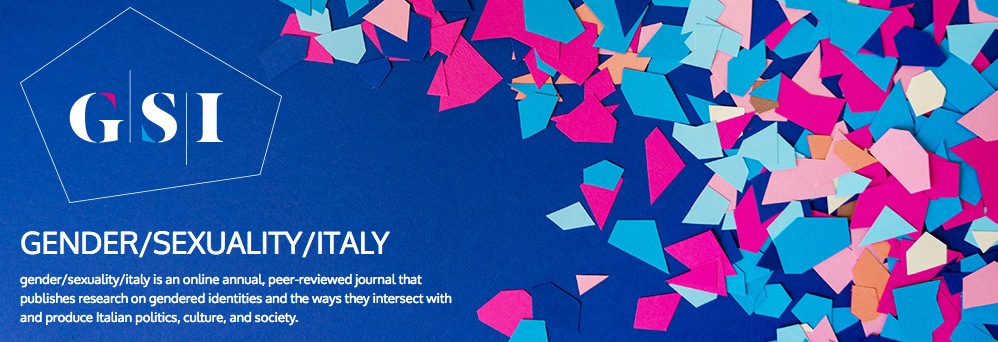 G|S|I
GENDER/SEXUALITY/ITALY
gender/sexuality/italy is an online annual, peer-reviewed journal that
publishes research on gendered identities and the ways they intersect with
and produce Italian politics, culture, and society.